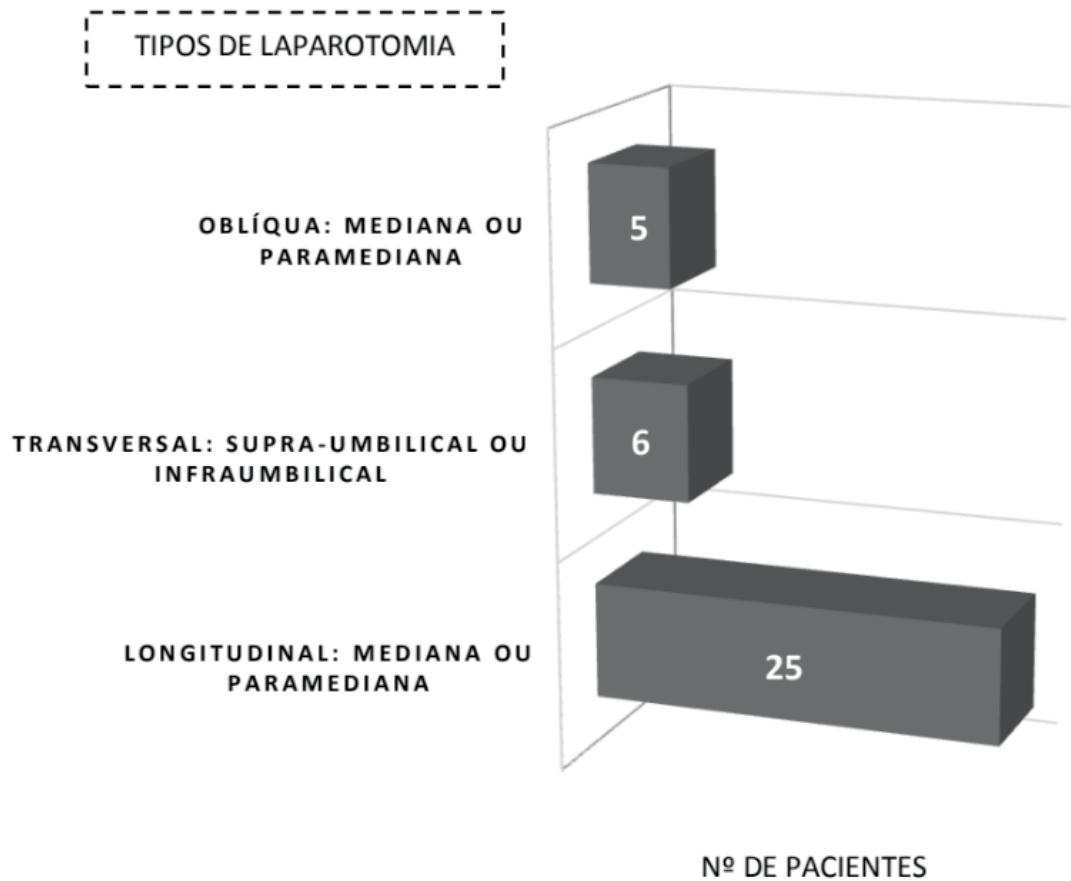 TIPOS DE LAPAROTOMIA
OBLÍQUA: MEDIANA OU
PARAMEDIANA
5
TRANSVERSAL: SUPRA-UMBILICAL OU
INFRAUMBILICAL
6
LONGITUDINAL: MEDIANA OU
PARAMEDIANA
25
Nº DE PACIENTES